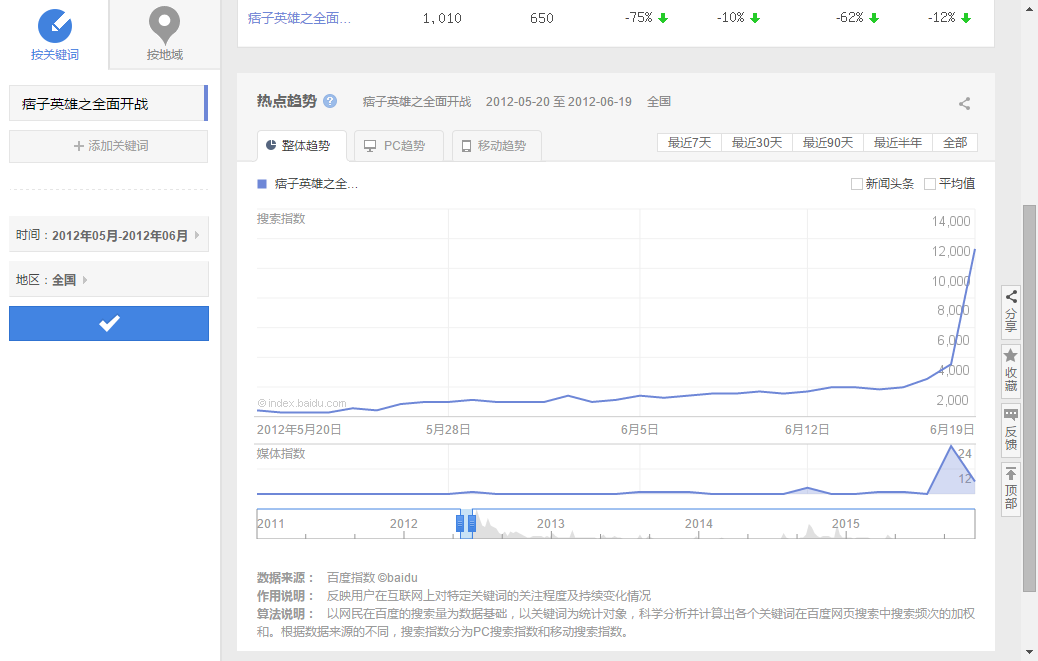 按关键词
按地域
痞子英雄之全面开战
添加关键词
时间：2012年05月-2012年06月
地区：全国
痞子英雄之全面... 1,010 650 -75% -10% -62% -12%
热点趋势 ? 痞子英雄之全面开战 2012-05-20 至 2012-06-19 全国
整体趋势 PC趋势 移动趋势
最近7天 最近30天 最近90天 最近半年 全部
痞子英雄之全...
新闻头条 平均值
搜索指数
14,000
12,000
10,000
8,000
6,000
4,000
2,000
© index.baidu.com
2012年5月20日 5月28日 6月5日 6月12日 6月19日
媒体指数
24
12
2011 2012 2013 2014 2015
数据来源： 百度指数 ©baidu
作用说明： 反映用户在互联网上对特定关键词的关注程度及持续变化情况
算法说明： 以网民在百度的搜索量为数据基础，以关键词为统计对象，科学分析并计算出各个关键词在百度网页搜索中搜索频次的加权
和。根据数据来源的不同，搜索指数分为PC搜索指数和移动搜索指数。
分享
收藏
反馈
顶部